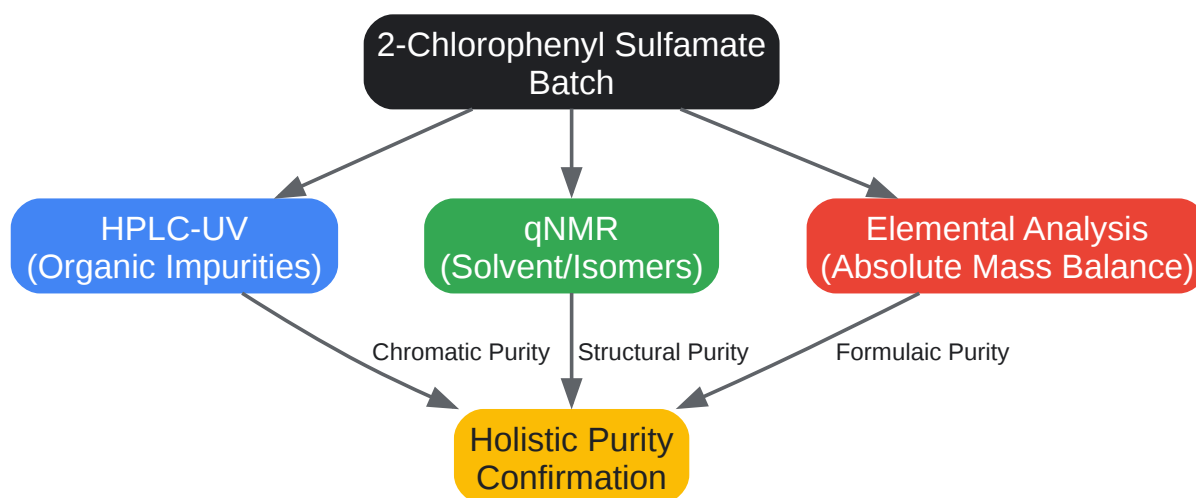 2-Chlorophenyl Sulfamate
Batch
HPLC-UV
(Organic Impurities)
qNMR
(Solvent/Isomers)
Elemental Analysis
(Absolute Mass Balance)
Chromatic Purity
Structural Purity
Formulaic Purity
Holistic Purity
Confirmation